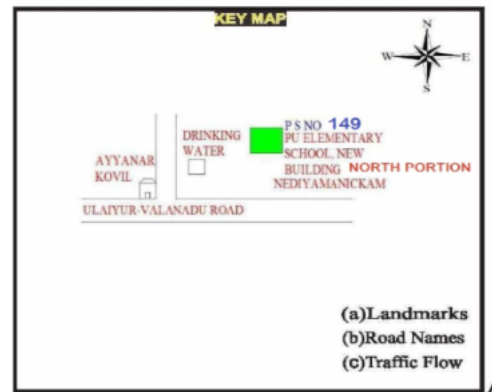 KEY MAP
N
W E
S
P S NO 149
DRINKING PU ELEMENTARY
WATER SCHOOL, NEW
AYYANAR BUILDING NORTH PORTION
KOVIL NEDIYAMANICKAM
ULAIYUR-VALANADU ROAD
(a)Landmarks
(b)Road Names
(c)Traffic Flow